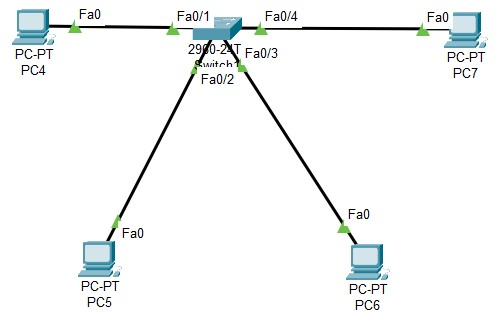 Fa0
Fa0/1
Fa0/4
Fa0
PC-PT
PC4
2960-24T
Switch1
Fa0/3
PC-PT
PC7
Fa0/2
Fa0
Fa0
PC-PT
PC5
PC-PT
PC6